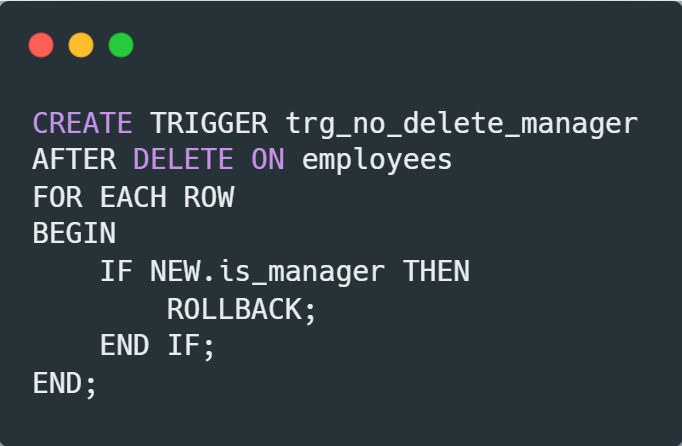 CREATE TRIGGER trg_no_delete_manager
AFTER DELETE ON employees
FOR EACH ROW
BEGIN
    IF NEW.is_manager THEN
        ROLLBACK;
    END IF;
END;